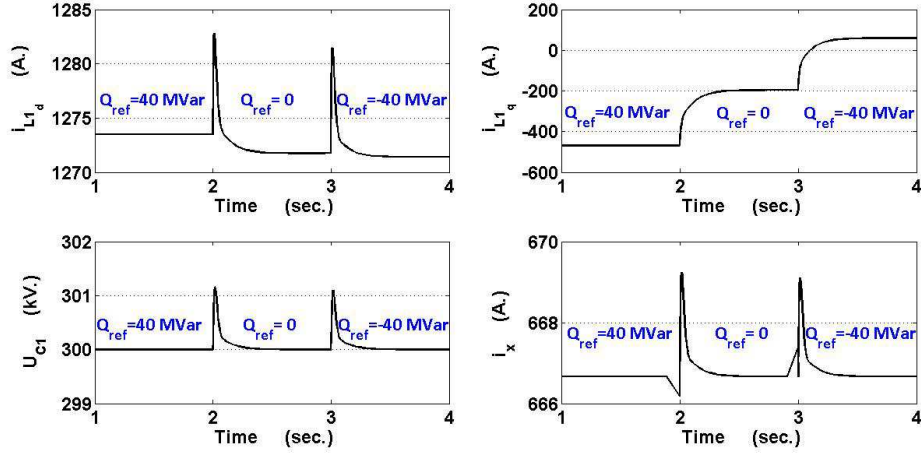 1285
1280
1275
1270
i_L1_d (A.)
Q_ref=40 MVar
Q_ref= 0
Q_ref=-40 MVar
1 2 3 4
Time (sec.)
200
0
-200
-400
-600
i_L1_q (A.)
Q_ref=40 MVar
Q_ref=0
Q_ref=-40 MVar
1 2 3 4
Time (sec.)
302
301
300
299
U_C1 (kV.)
Q_ref=40 MVar
Q_ref= 0
Q_ref=-40 MVar
1 2 3 4
Time (sec.)
670
668
666
i_x (A.)
Q_ref=40 MVar
Q_ref= 0
Q_ref=-40 MVar
1 2 3 4
Time (sec.)